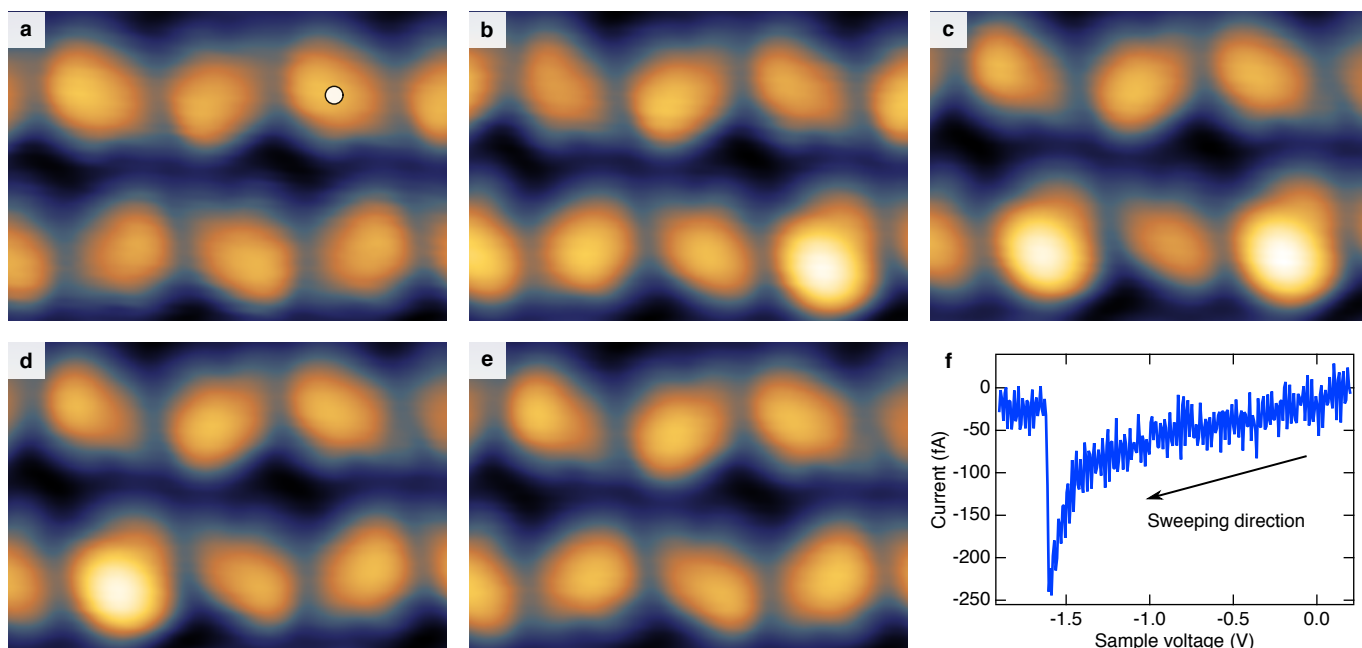 a
b
c
d
e
f
0
-50
-100
-150
-200
-250
Current (fA)
Sweeping direction
-1.5
-1.0
-0.5
0.0
Sample voltage (V)